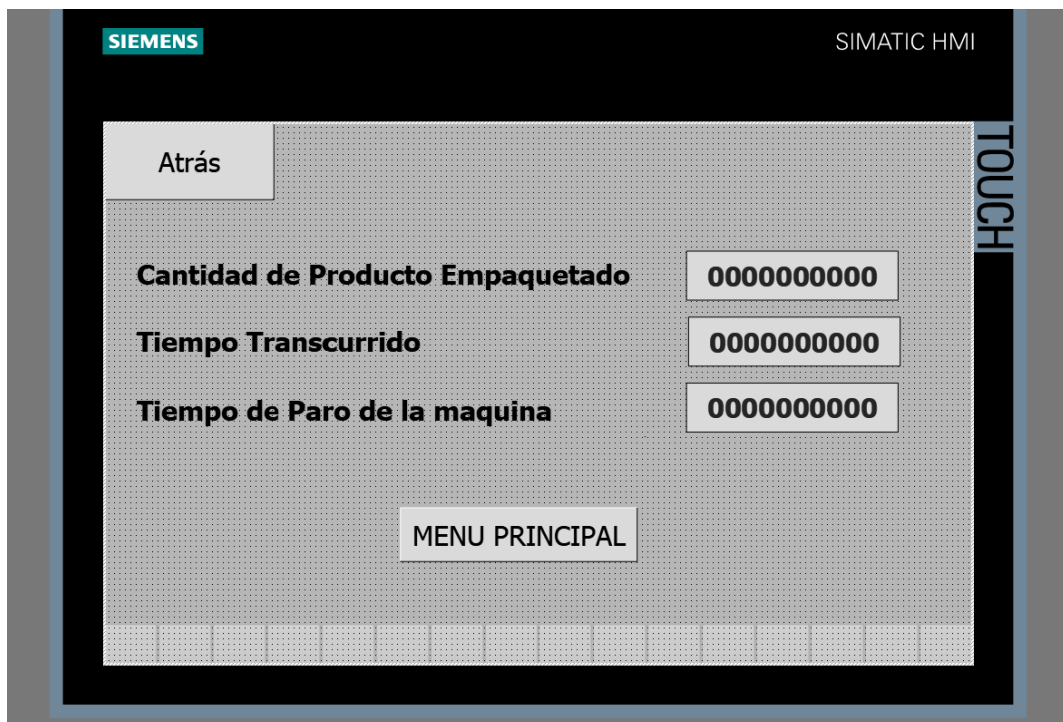 SIEMENS
SIMATIC HMI
TOUCH
Atrás
Cantidad de Producto Empaquetado 0000000000
Tiempo Transcurrido 0000000000
Tiempo de Paro de la maquina 0000000000
MENU PRINCIPAL